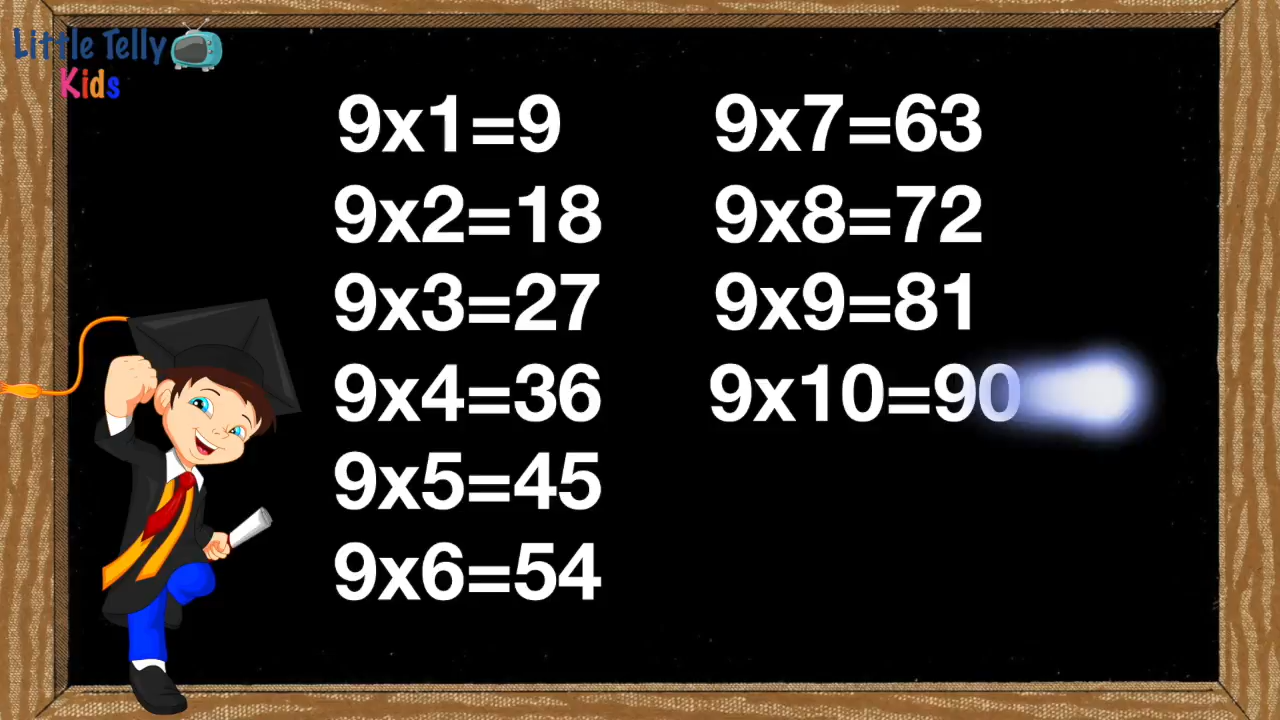 Little Telly
Kids
9x1=9
9x2=18
9x3=27
9x4=36
9x5=45
9x6=54
9x7=63
9x8=72
9x9=81
9x10=90